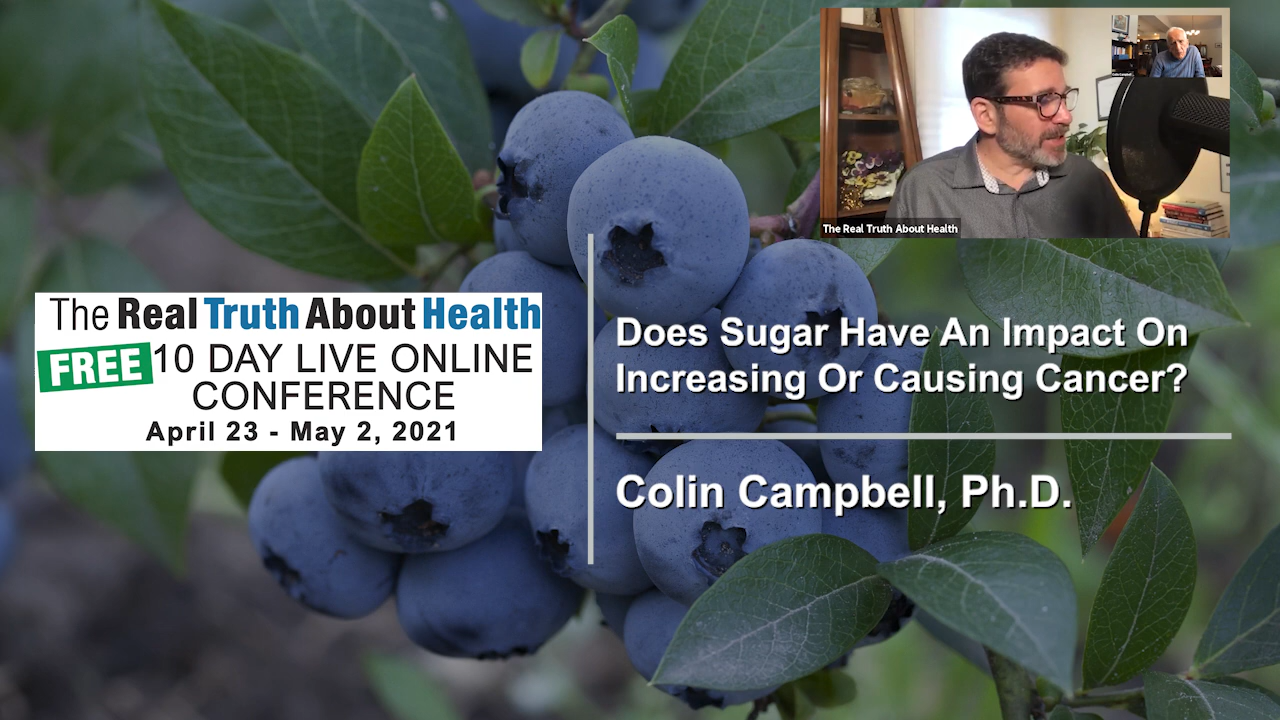 The Real Truth About Health
FREE 10 DAY LIVE ONLINE
CONFERENCE
April 23 - May 2, 2021
The Real Truth About Health
Does Sugar Have An Impact On
Increasing Or Causing Cancer?
Colin Campbell, Ph.D.